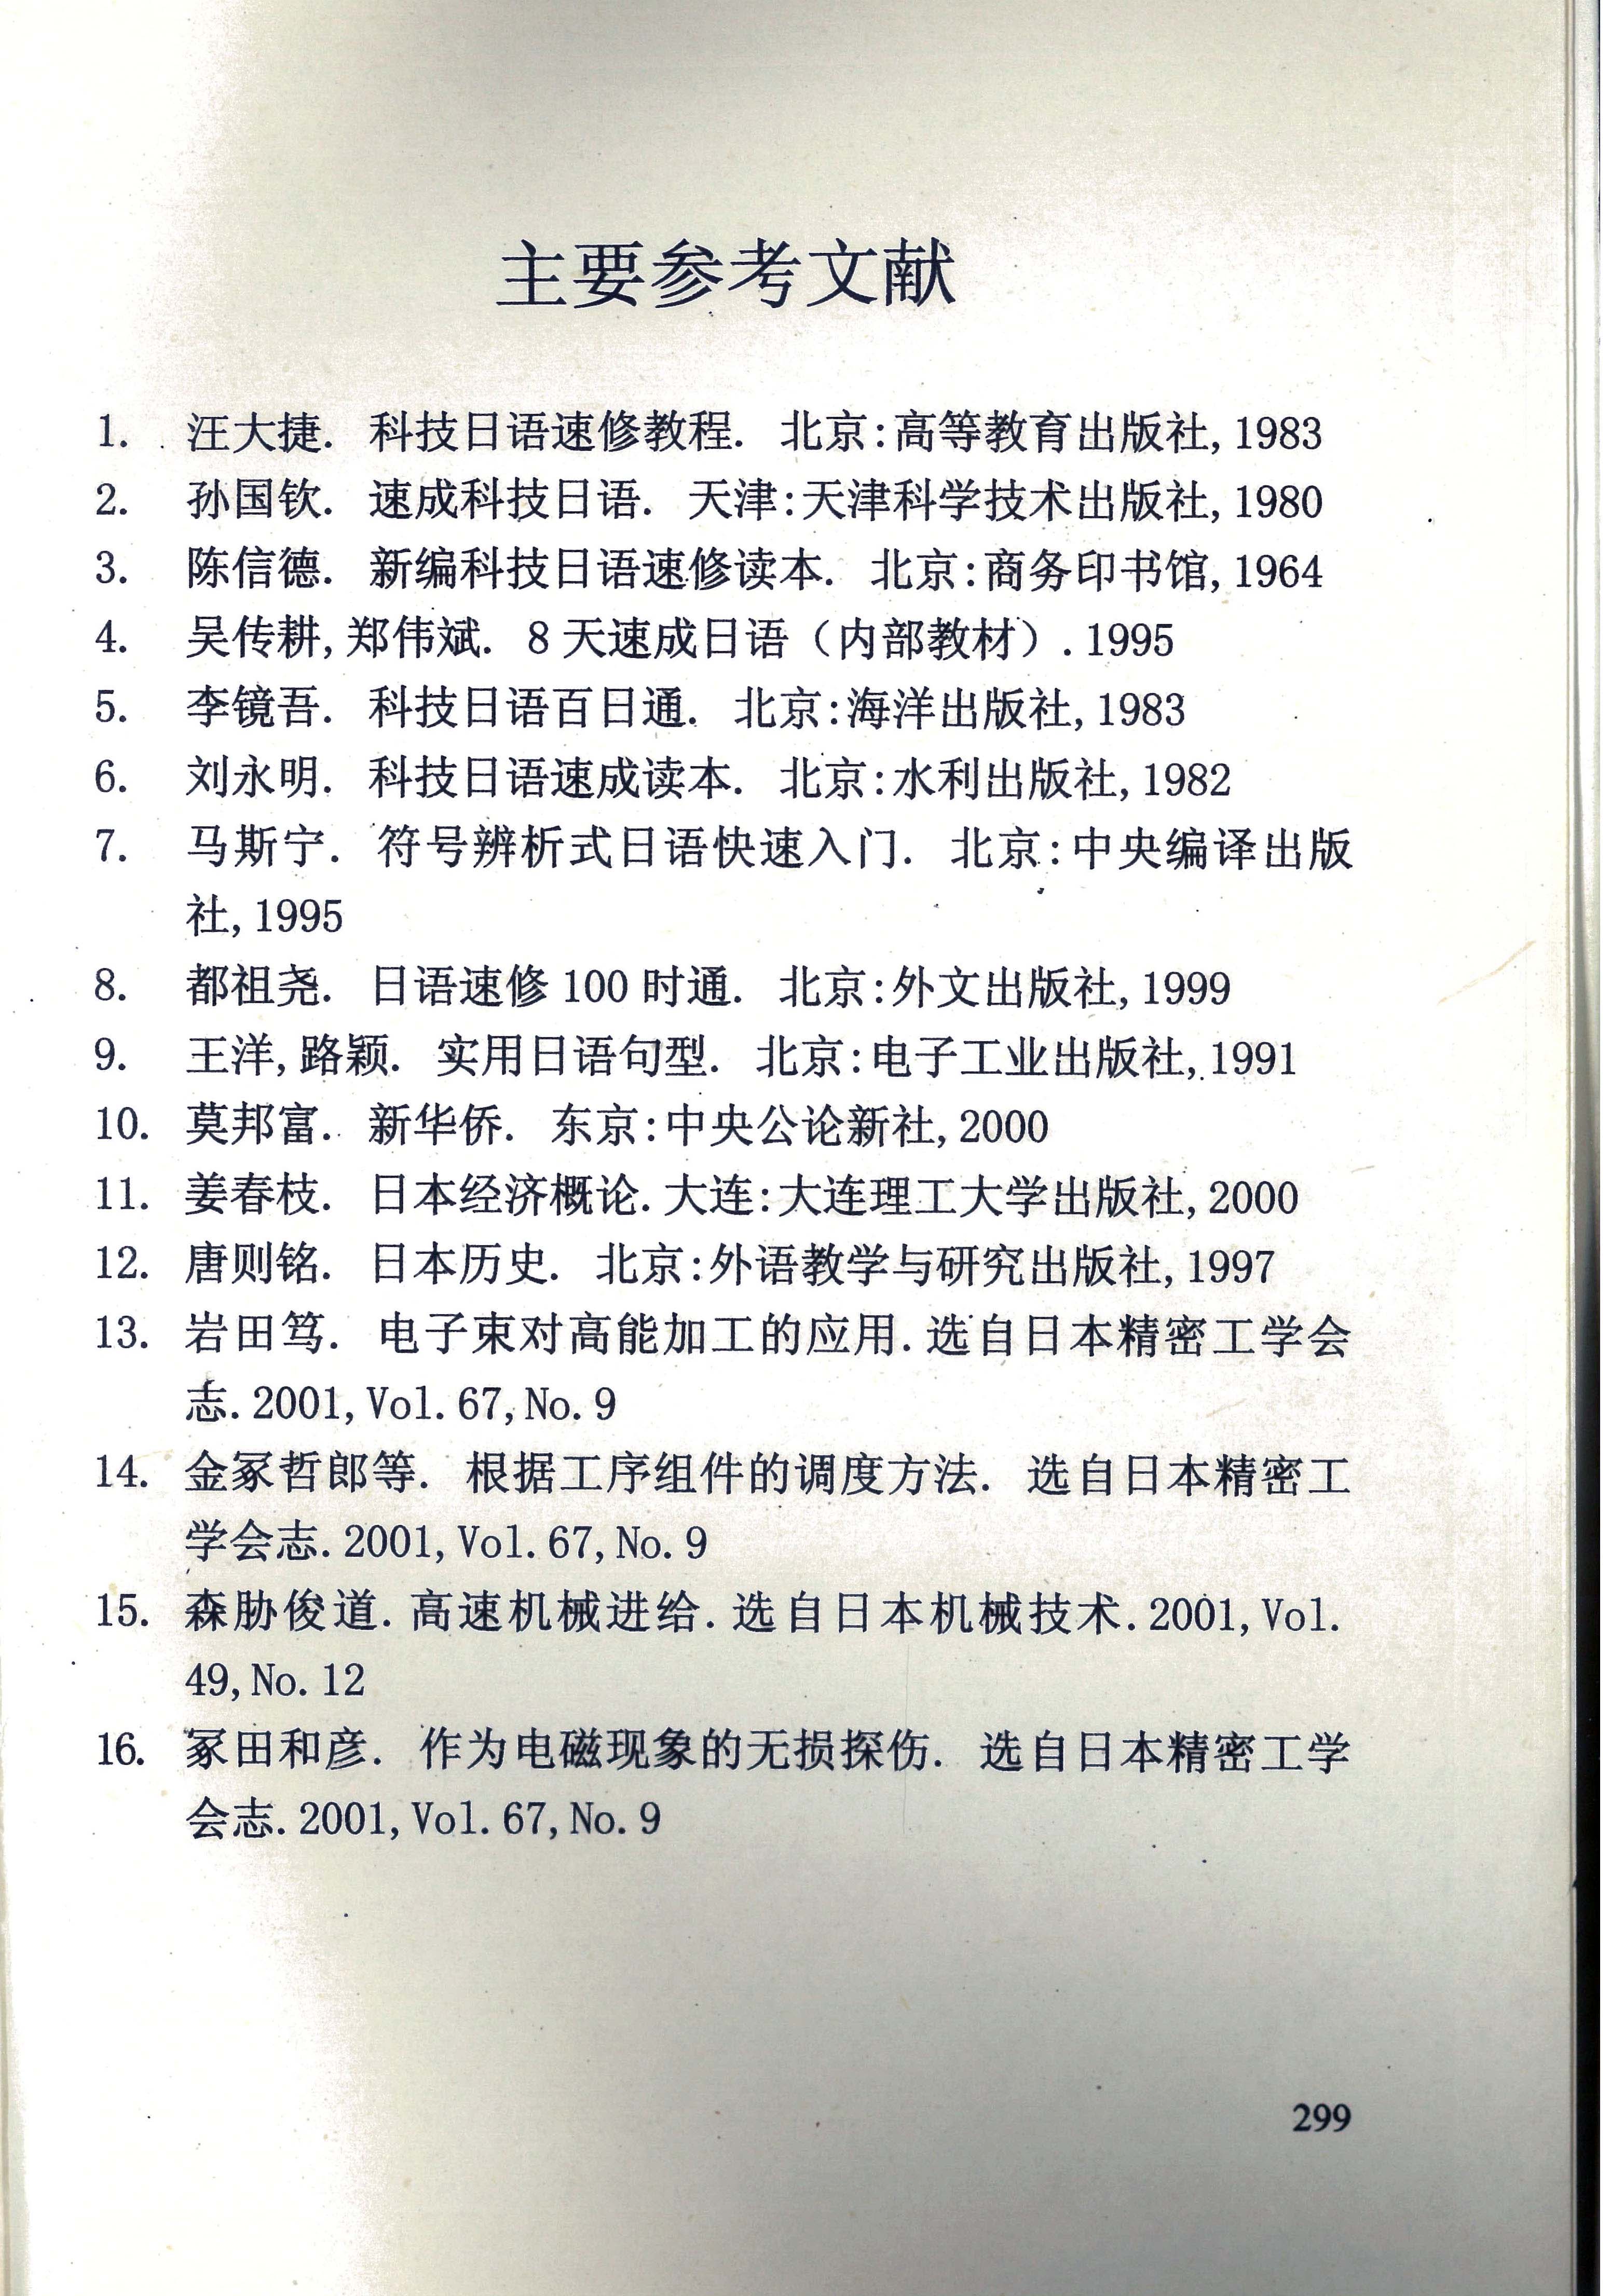 主要参考文献
1. 汪大捷. 科技日语速修教程. 北京:高等教育出版社,1983
2. 孙国钦. 速成科技日语. 天津:天津科学技术出版社,1980
3. 陈信德. 新编科技日语速修读本. 北京:商务印书馆,1964
4. 吴传耕,郑伟斌. 8天速成日语（内部教材）.1995
5. 李镜吾. 科技日语百日通. 北京:海洋出版社,1983
6. 刘永明. 科技日语速成读本. 北京:水利出版社,1982
7. 马斯宁. 符号辨析式日语快速入门. 北京:中央编译出版
社,1995
8. 都祖尧. 日语速修100时通. 北京:外文出版社,1999
9. 王洋,路颖. 实用日语句型. 北京:电子工业出版社,1991
10. 莫邦富. 新华侨. 东京:中央公论新社,2000
11. 姜春枝. 日本经济概论.大连:大连理工大学出版社,2000
12. 唐则铭. 日本历史. 北京:外语教学与研究出版社,1997
13. 岩田笃. 电子束对高能加工的应用.选自日本精密工学会
志.2001,Vol.67,No.9
14. 金冢哲郎等. 根据工序组件的调度方法. 选自日本精密工
学会志.2001,Vol.67,No.9
15. 森胁俊道.高速机械进给.选自日本机械技术.2001,Vol.
49,No.12
16. 冢田和彦. 作为电磁现象的无损探伤. 选自日本精密工学
会志.2001,Vol.67,No.9
299